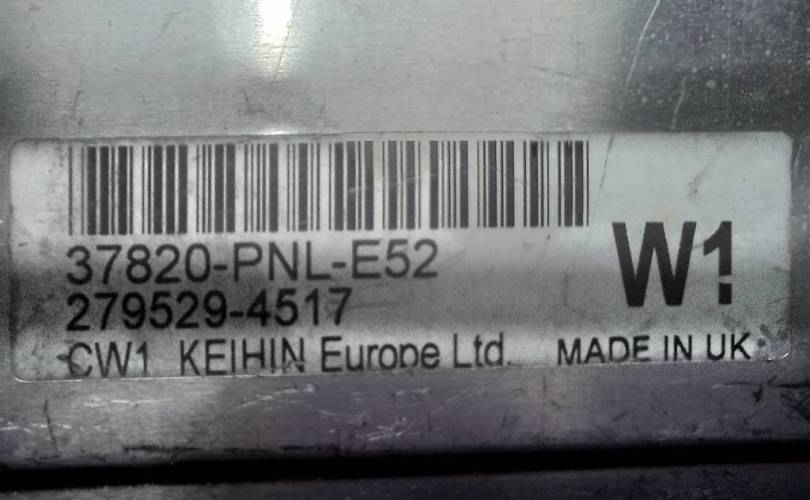 37820-PNL-E52
W1
279529-4517
CW1 KEIHIN Europe Ltd. MADE IN UK